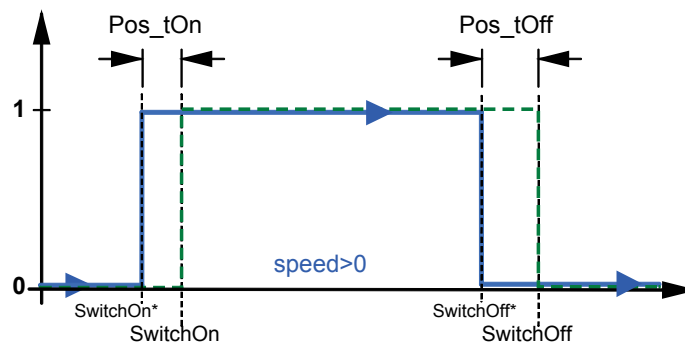 Pos_tOn Pos_tOff
1
speed>0
0
SwitchOn* SwitchOff*
SwitchOn SwitchOff